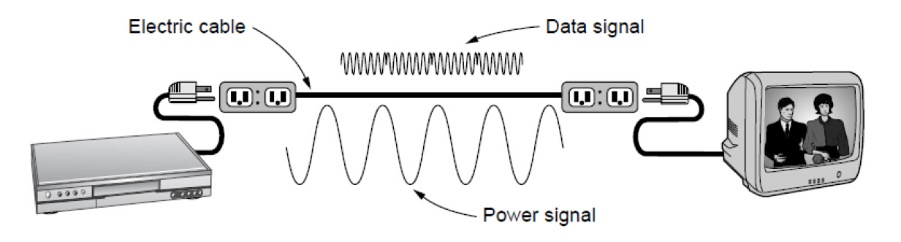 Electric cable
Data signal
Power signal